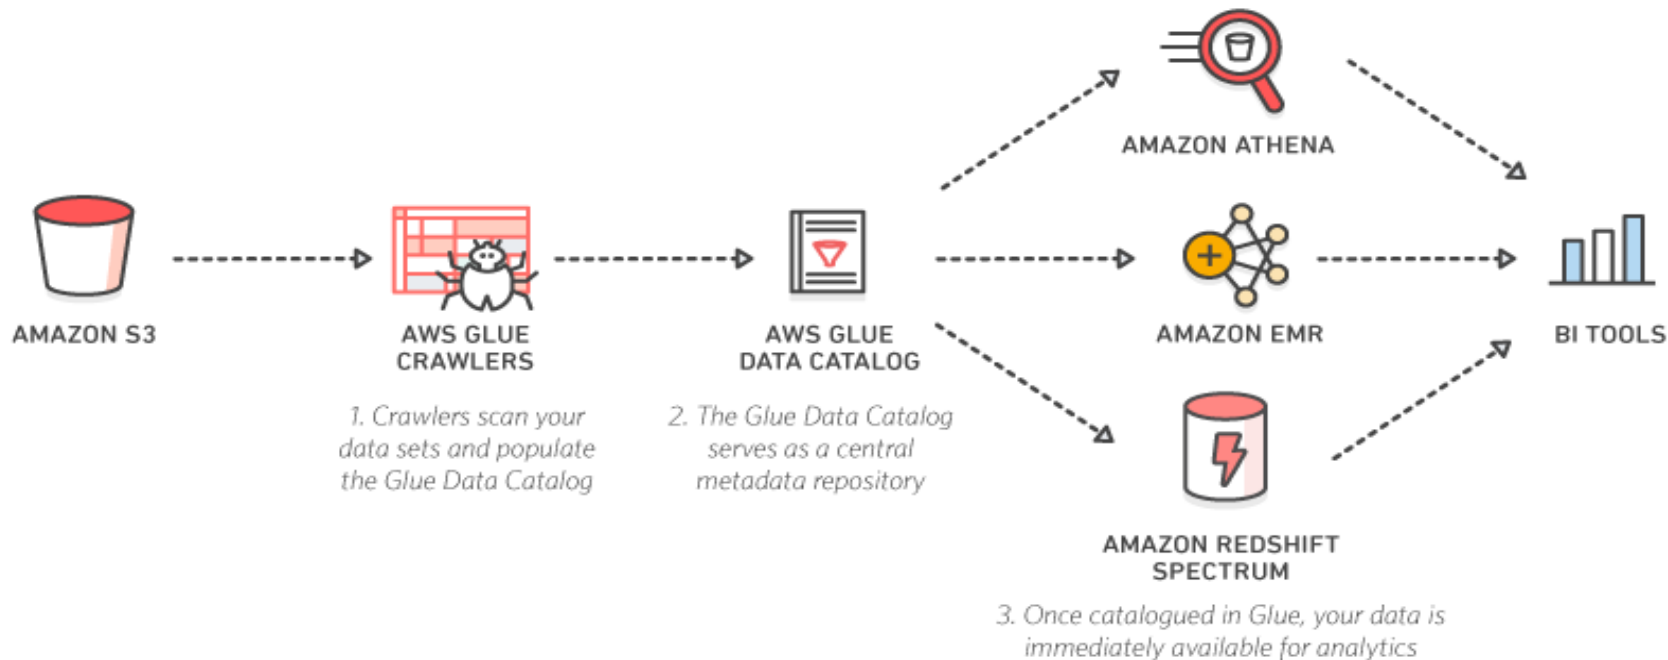 AMAZON S3
AWS GLUE
CRAWLERS
1. Crawlers scan your
data sets and populate
the Glue Data Catalog
AWS GLUE
DATA CATALOG
2. The Glue Data Catalog
serves as a central
metadata repository
AMAZON ATHENA
AMAZON EMR
AMAZON REDSHIFT
SPECTRUM
3. Once catalogued in Glue, your data is
immediately available for analytics
BI TOOLS